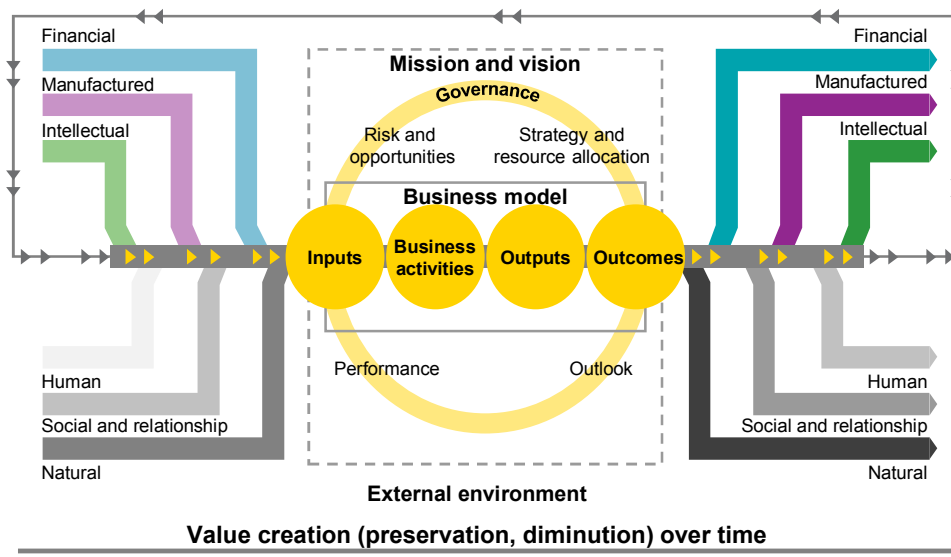 Financial
Manufactured
Intellectual
Human
Social and relationship
Natural
Mission and vision
Governance
Risk and
opportunities
Strategy and
resource allocation
Business model
Inputs
Business
activities
Outputs
Outcomes
Performance
Outlook
External environment
Financial
Manufactured
Intellectual
Human
Social and relationship
Natural
Value creation (preservation, diminution) over time